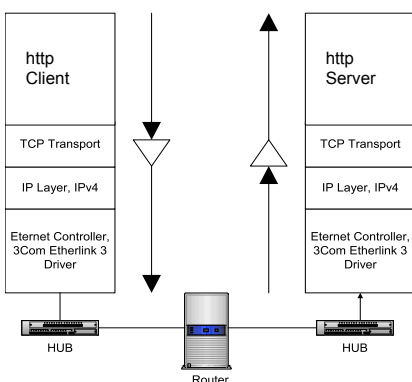 http
Client
TCP Transport
IP Layer, IPv4
Eternet Controller,
3Com Etherlink 3
Driver
HUB
http
Server
TCP Transport
IP Layer, IPv4
Eternet Controller,
3Com Etherlink 3
Driver
HUB
Router